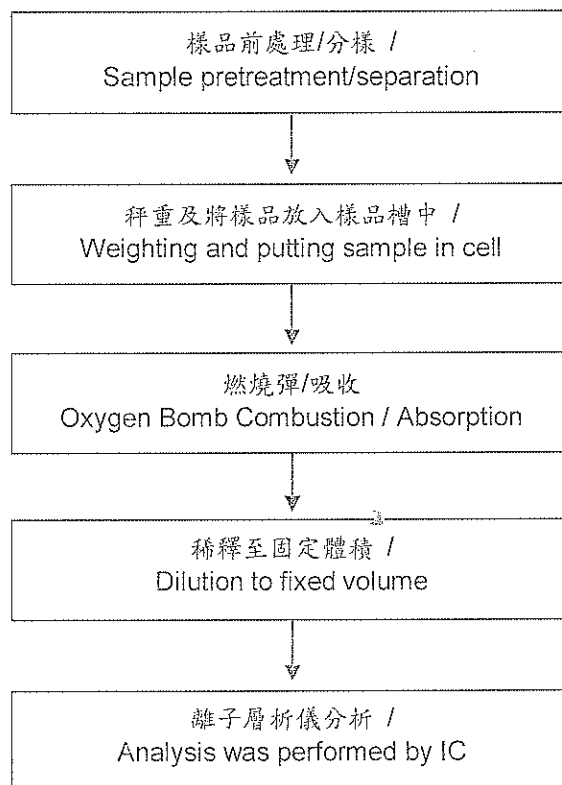 樣品前處理/分樣 /
Sample pretreatment/separation
秤重及將樣品放入樣品槽中 /
Weighting and putting sample in cell
燃燒彈/吸收
Oxygen Bomb Combustion / Absorption
稀釋至固定體積 /
Dilution to fixed volume
離子層析儀分析 /
Analysis was performed by IC